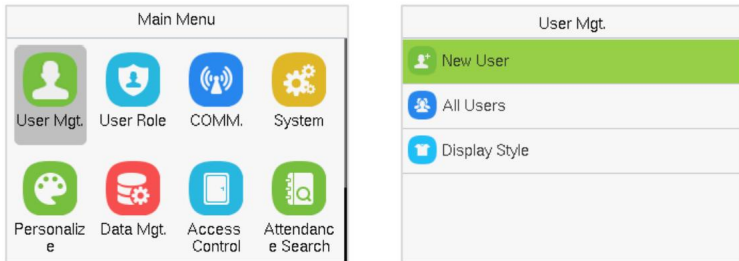 Main Menu
User Mgt.
User Role
COMM.
System
Personaliz
e
Data Mgt.
Access
Control
Attendanc
e Search
User Mgt.
New User
All Users
Display Style